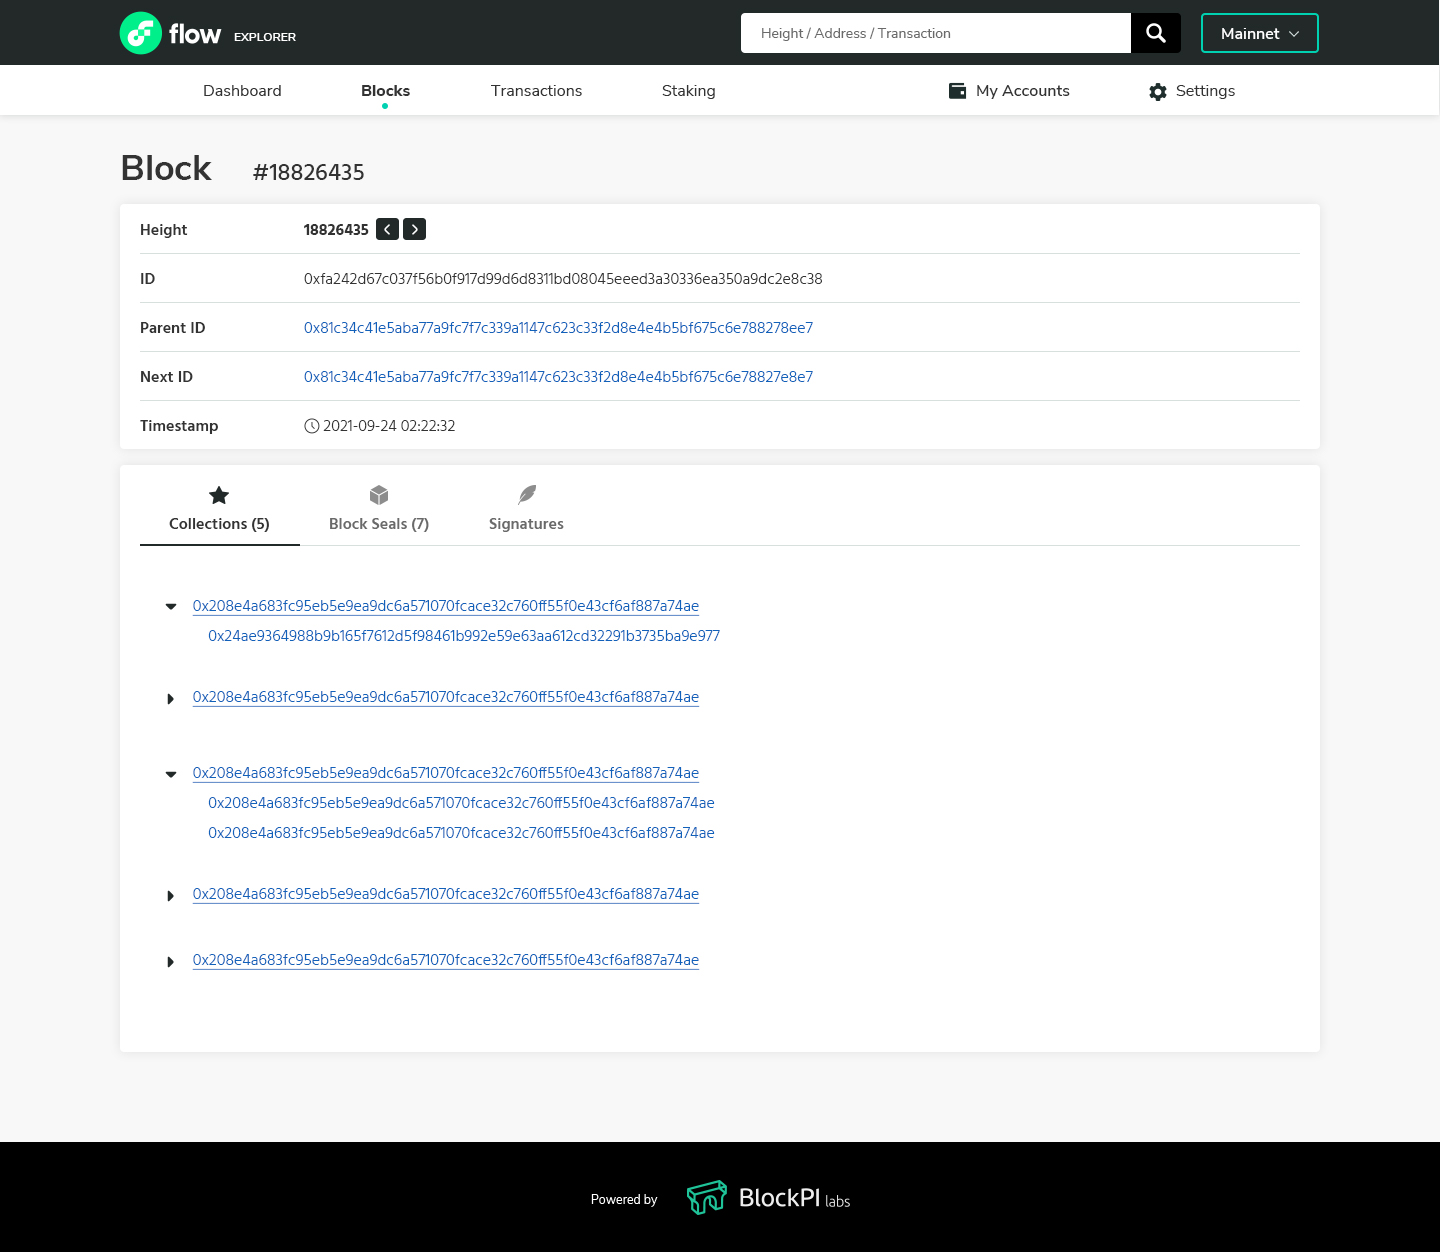 flow EXPLORER
Height / Address / Transaction
Mainnet
Dashboard
Blocks
Transactions
Staking
My Accounts
Settings
Block #18826435
Height 18826435
ID 0xfa242d67c037f56b0f917d99d6d8311bd08045eeed3a30336ea350a9dc2e8c38
Parent ID 0x81c34c41e5aba77a9fc7f7c339a1147c623c33f2d8e4e4b5bf675c6e788278ee7
Next ID 0x81c34c41e5aba77a9fc7f7c339a1147c623c33f2d8e4e4b5bf675c6e78827e8e7
Timestamp 2021-09-24 02:22:32
Collections (5)
Block Seals (7)
Signatures
0x208e4a683fc95eb5e9ea9dc6a571070fcace32c760ff55f0e43cf6af887a74ae
0x24ae9364988b9b165f7612d5f98461b992e59e63aa612cd32291b3735ba9e977
0x208e4a683fc95eb5e9ea9dc6a571070fcace32c760ff55f0e43cf6af887a74ae
0x208e4a683fc95eb5e9ea9dc6a571070fcace32c760ff55f0e43cf6af887a74ae
0x208e4a683fc95eb5e9ea9dc6a571070fcace32c760ff55f0e43cf6af887a74ae
0x208e4a683fc95eb5e9ea9dc6a571070fcace32c760ff55f0e43cf6af887a74ae
0x208e4a683fc95eb5e9ea9dc6a571070fcace32c760ff55f0e43cf6af887a74ae
0x208e4a683fc95eb5e9ea9dc6a571070fcace32c760ff55f0e43cf6af887a74ae
Powered by BlockPI labs